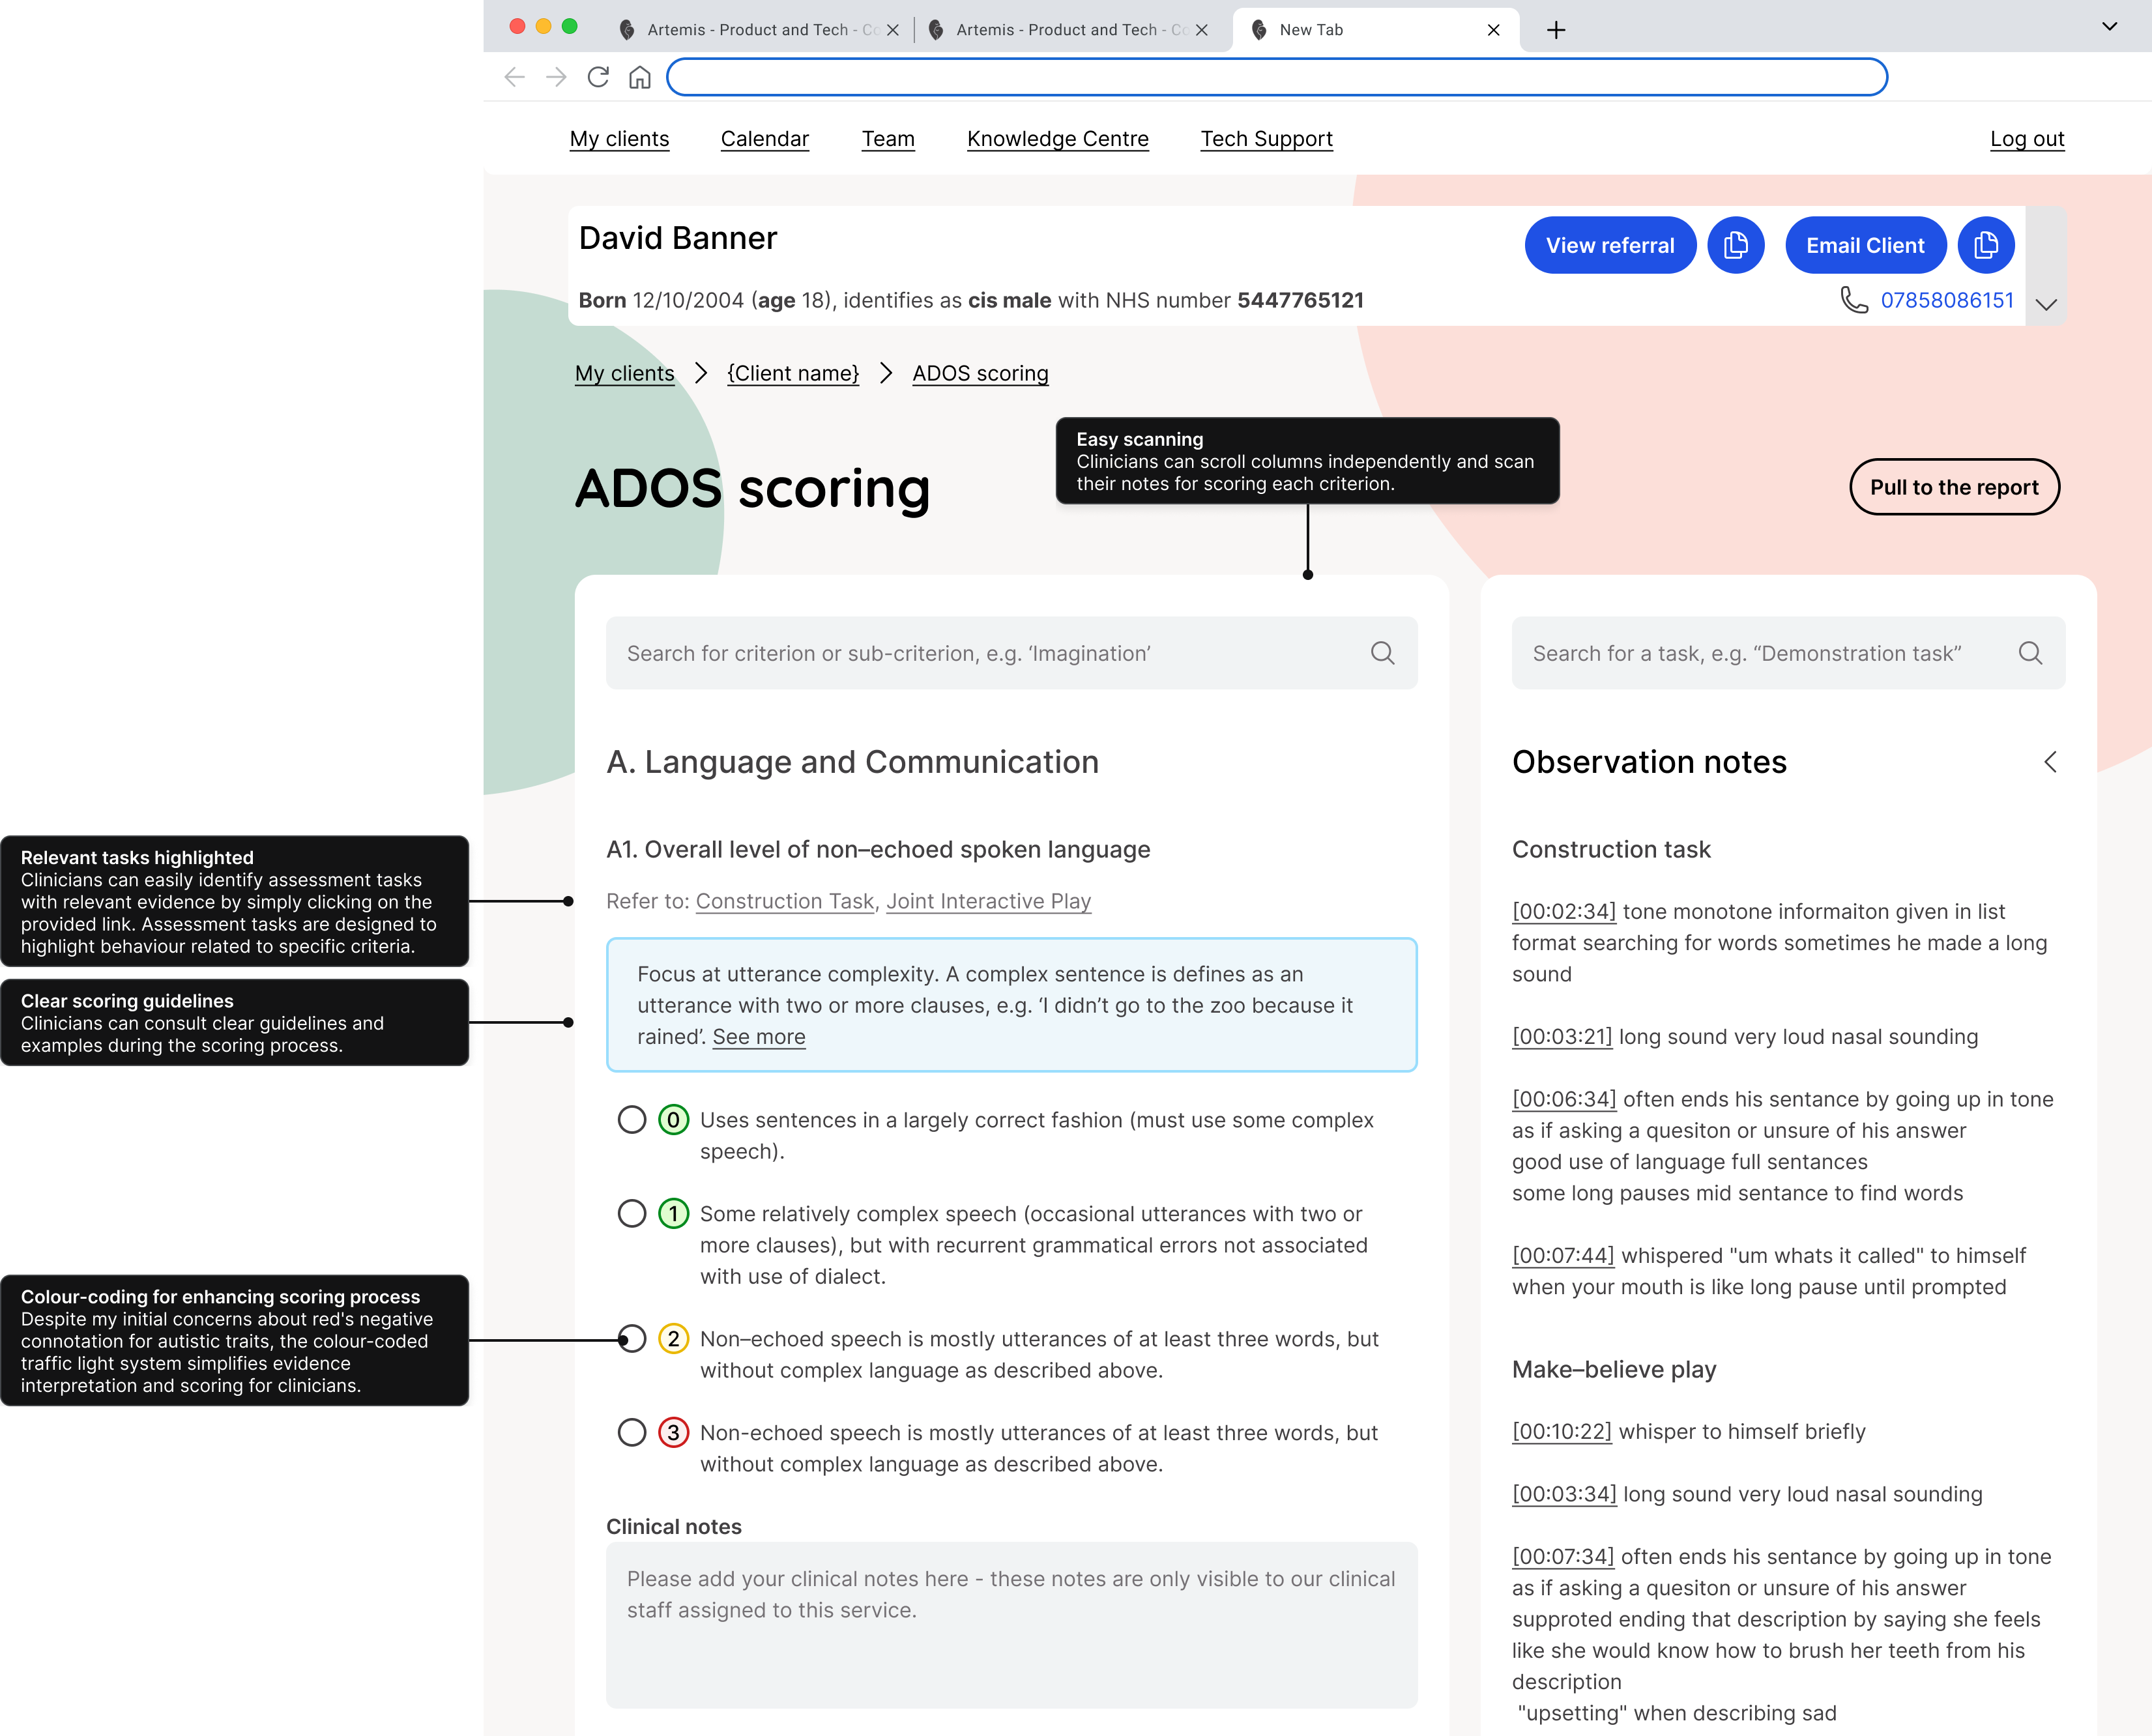 Artemis - Product and Tech - Co
Artemis - Product and Tech - Co
New Tab
My clients
Calendar
Team
Knowledge Centre
Tech Support
Log out
David Banner
View referral
Email Client
Born 12/10/2004 (age 18), identifies as cis male with NHS number 5447765121
07858086151
My clients
{Client name}
ADOS scoring
Easy scanning
Clinicians can scroll columns independently and scan
their notes for scoring each criterion.
ADOS scoring
Pull to the report
Search for criterion or sub-criterion, e.g. ‘Imagination’
A. Language and Communication
A1. Overall level of non–echoed spoken language
Refer to: Construction Task, Joint Interactive Play
Focus at utterance complexity. A complex sentence is defines as an
utterance with two or more clauses, e.g. ‘I didn’t go to the zoo because it
rained’. See more
0 Uses sentences in a largely correct fashion (must use some complex
speech).
1 Some relatively complex speech (occasional utterances with two or
more clauses), but with recurrent grammatical errors not associated
with use of dialect.
2 Non–echoed speech is mostly utterances of at least three words, but
without complex language as described above.
3 Non-echoed speech is mostly utterances of at least three words, but
without complex language as described above.
Clinical notes
Please add your clinical notes here - these notes are only visible to our clinical
staff assigned to this service.
Search for a task, e.g. “Demonstration task”
Observation notes
Construction task
[00:02:34] tone monotone informaiton given in list
format searching for words sometimes he made a long
sound
[00:03:21] long sound very loud nasal sounding
[00:06:34] often ends his sentance by going up in tone
as if asking a quesiton or unsure of his answer
good use of language full sentances
some long pauses mid sentance to find words
[00:07:44] whispered "um whats it called" to himself
when your mouth is like long pause until prompted
Make–believe play
[00:10:22] whisper to himself briefly
[00:03:34] long sound very loud nasal sounding
[00:07:34] often ends his sentance by going up in tone
as if asking a quesiton or unsure of his answer
supproted ending that description by saying she feels
like she would know how to brush her teeth from his
description
"upsetting" when describing sad
Relevant tasks highlighted
Clinicians can easily identify assessment tasks
with relevant evidence by simply clicking on the
provided link. Assessment tasks are designed to
highlight behaviour related to specific criteria.
Clear scoring guidelines
Clinicians can consult clear guidelines and
examples during the scoring process.
Colour-coding for enhancing scoring process
Despite my initial concerns about red's negative
connotation for autistic traits, the colour-coded
traffic light system simplifies evidence
interpretation and scoring for clinicians.